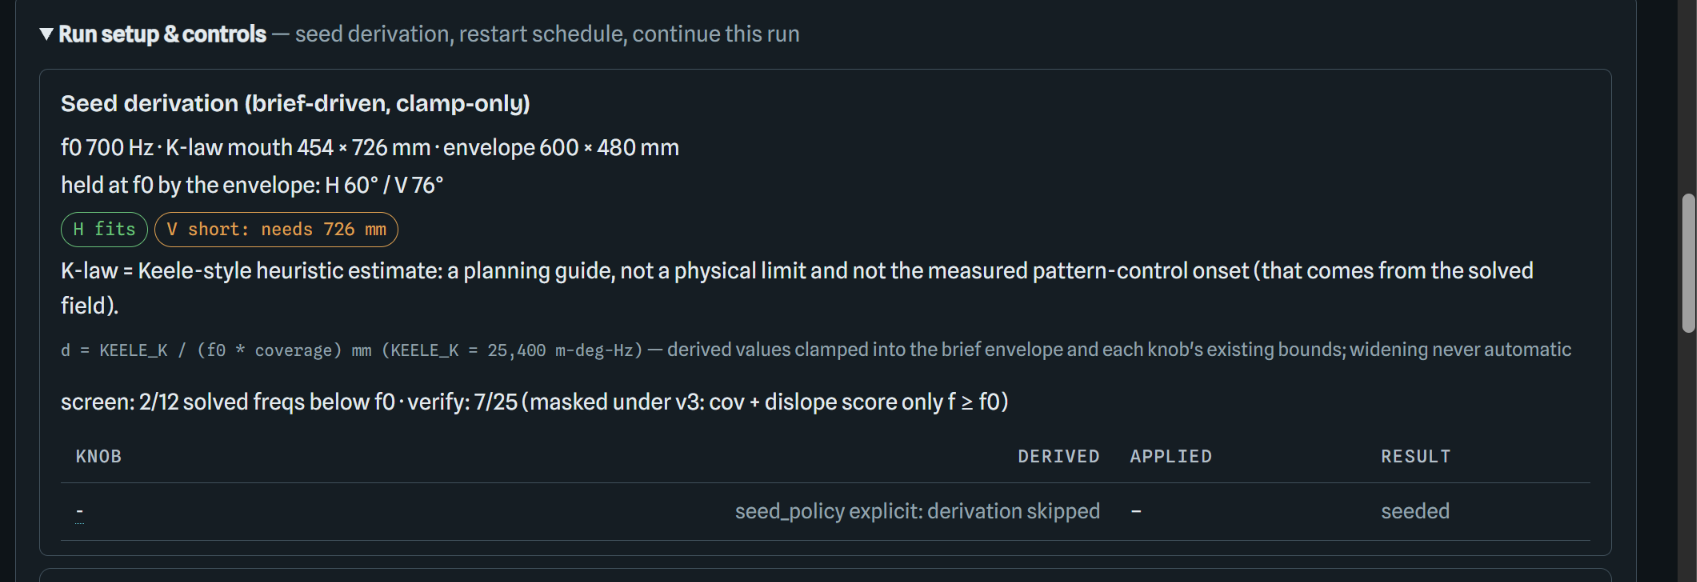 ▼ Run setup & controls — seed derivation, restart schedule, continue this run
Seed derivation (brief-driven, clamp-only)
f0 700 Hz · K-law mouth 454 × 726 mm · envelope 600 × 480 mm
held at f0 by the envelope: H 60° / V 76°
H fits V short: needs 726 mm
K-law = Keele-style heuristic estimate: a planning guide, not a physical limit and not the measured pattern-control onset (that comes from the solved
field).
d = KEELE_K / (f0 * coverage) mm (KEELE_K = 25,400 m-deg-Hz) — derived values clamped into the brief envelope and each knob's existing bounds; widening never automatic
screen: 2/12 solved freqs below f0 · verify: 7/25 (masked under v3: cov + dislope score only f ≥ f0)
KNOB DERIVED APPLIED RESULT
- seed_policy explicit: derivation skipped – seeded